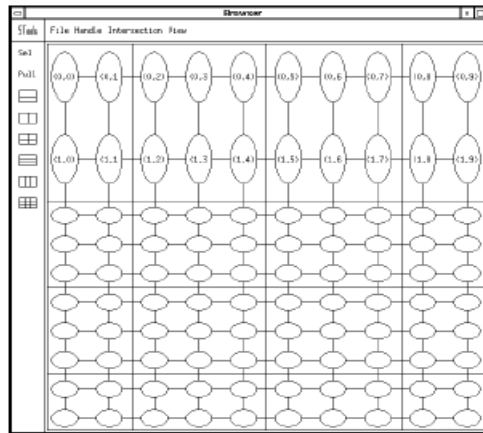 Browser
STools File Handle Intersection View
Sel
Pull
(0,0) (0,1 (0,2) (0,3 (0,4) (0,5) (0,6 (0,7) (0,8 (0,9)
(1,0) (1,1 (1,2) (1,3 (1,4) (1,5) (1,6 (1,7) (1,8 (1,9)